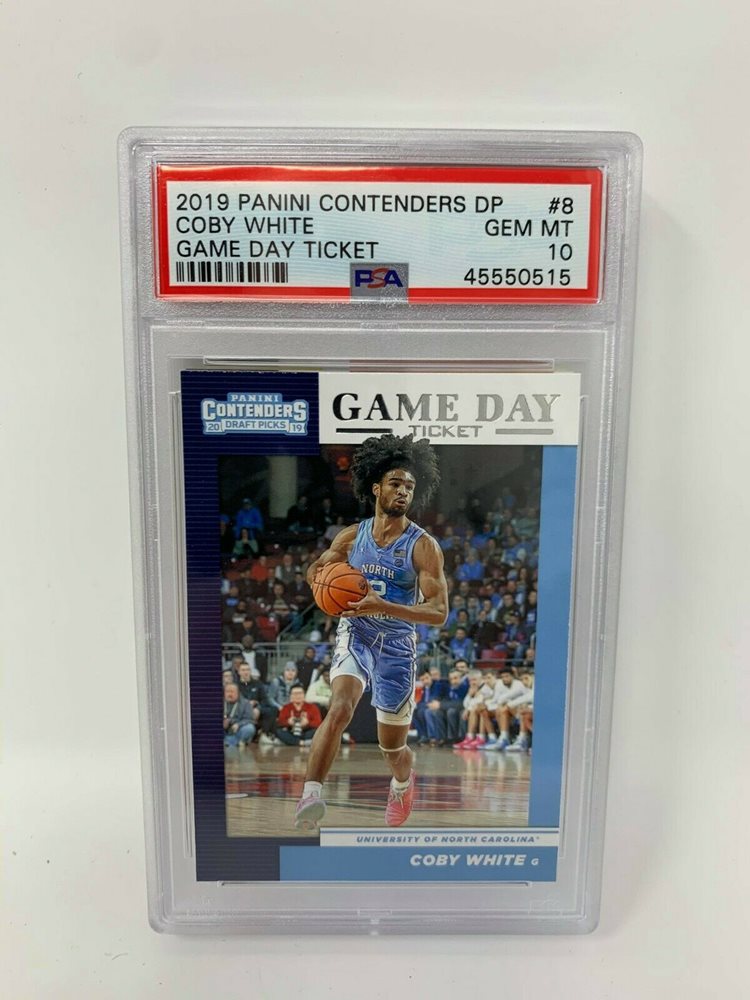 2019 PANINI CONTENDERS DP #8
COBY WHITE GEM MT
GAME DAY TICKET 10
PSA 45550515
PANINI
CONTENDERS
20 DRAFT PICKS 19
GAME DAY
TICKET
NORTH
2
UNIVERSITY OF NORTH CAROLINA
COBY WHITE G